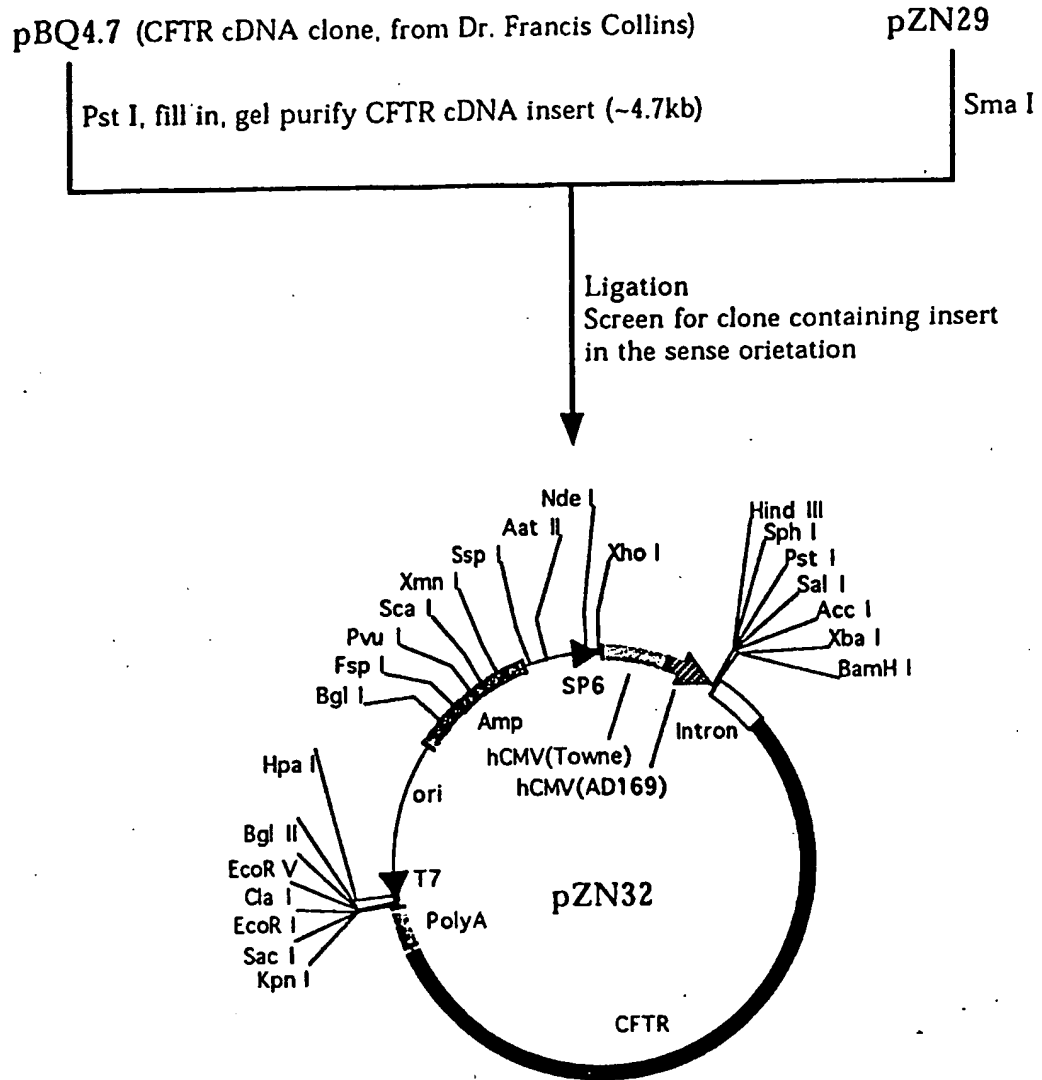 pBQ4.7 (CFTR cDNA clone, from Dr. Francis Collins)
pZN29
Pst I, fill in, gel purify CFTR cDNA insert (~4.7kb)
Sma I
Ligation
Screen for clone containing insert
in the sense orietation
Nde I
Aat II
Ssp I
Xmn I
Sca I
Pvu I
Fsp I
Bgl I
Xho I
Hind III
Sph I
Pst I
Sal I
Acc I
Xba I
BamH I
SP6
Amp
Intron
hCMV(Towne)
hCMV(AD169)
ori
Hpa I
Bgl II
EcoR V
Cla I
EcoR I
Sac I
Kpn I
T7
PolyA
pZN32
CFTR